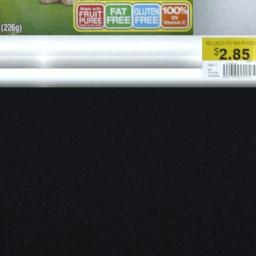 Made with
FRUIT
PUREE
FAT
FREE
GLUTEN
FREE
100%
DV
Vitamin C
(226g)
$2.85